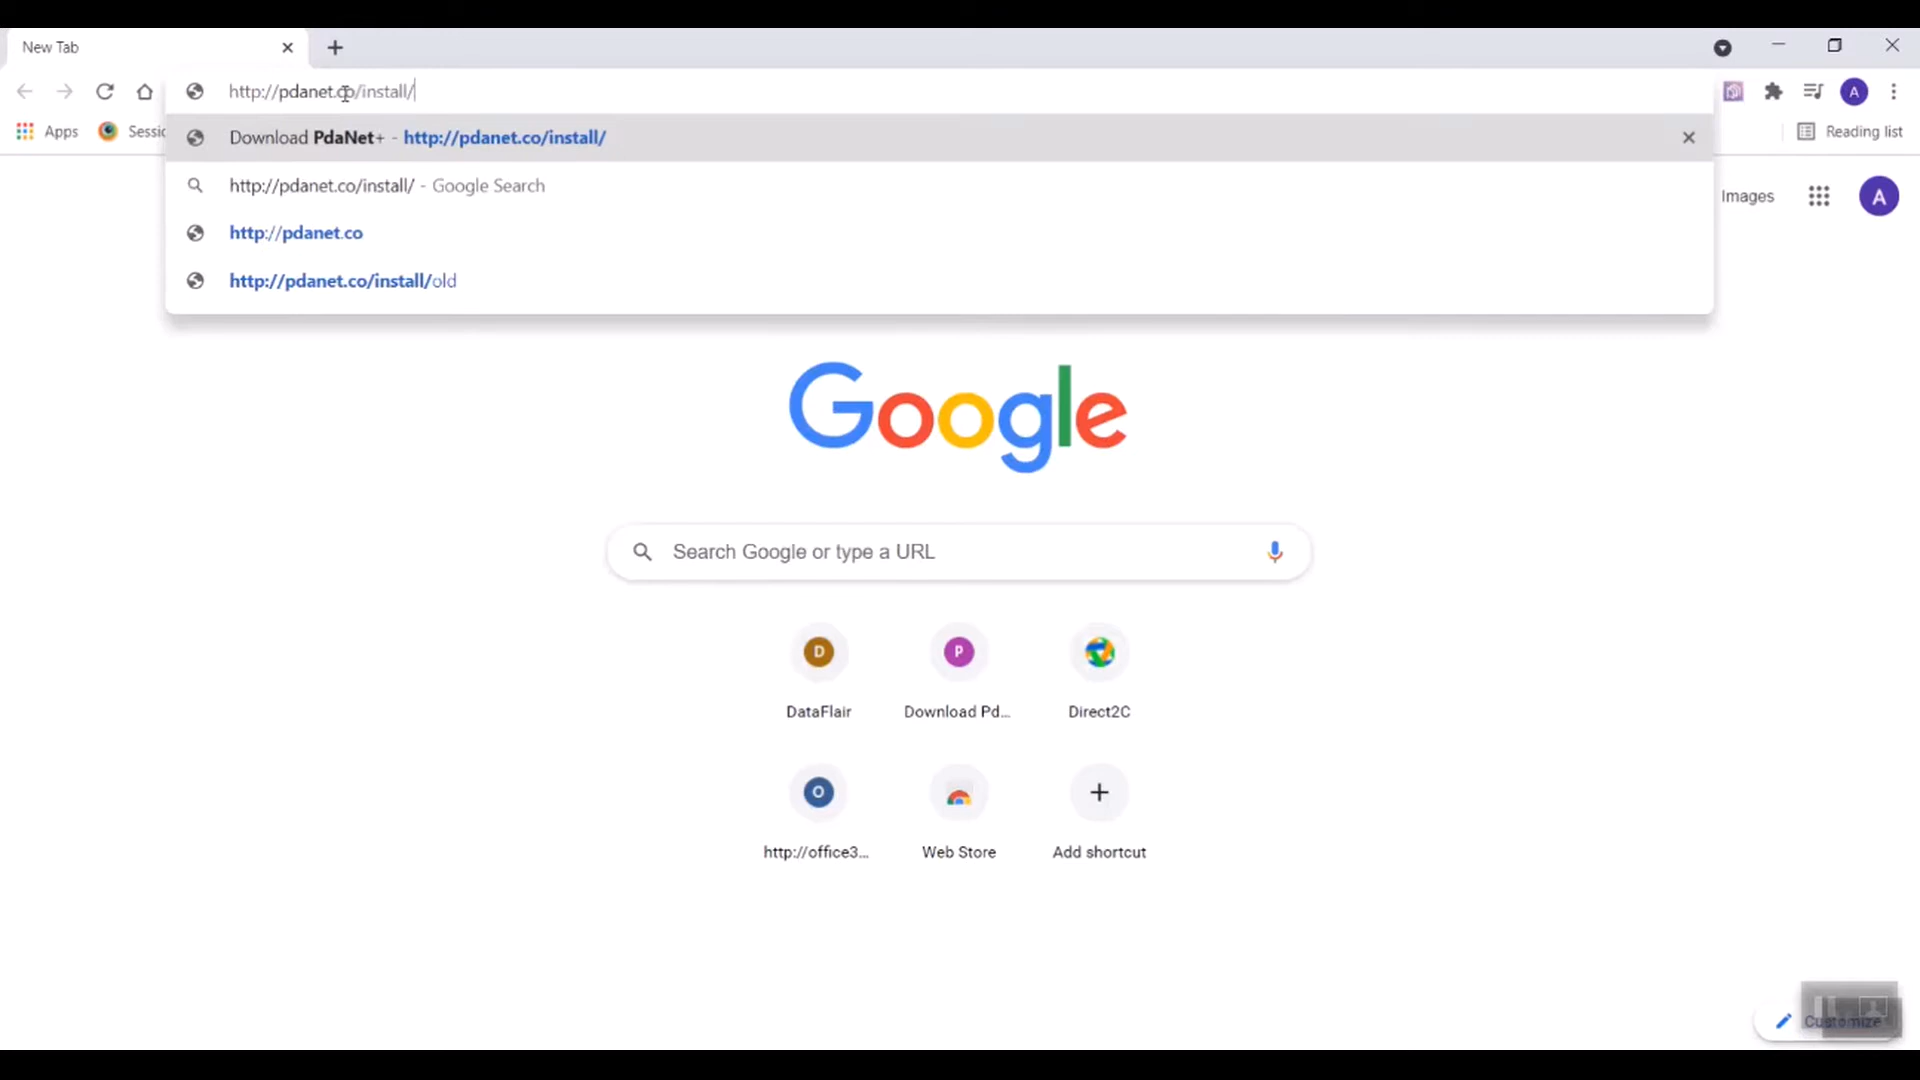 New Tab
http://pdanet.co/install/
Apps
Sessic
Reading list
Download PdaNet+ - http://pdanet.co/install/
http://pdanet.co/install/ - Google Search
http://pdanet.co
http://pdanet.co/install/old
A
Images
A
Google
Search Google or type a URL
D
P
DataFlair
Download Pd...
Direct2C
O
http://office3...
Web Store
Add shortcut
Customize